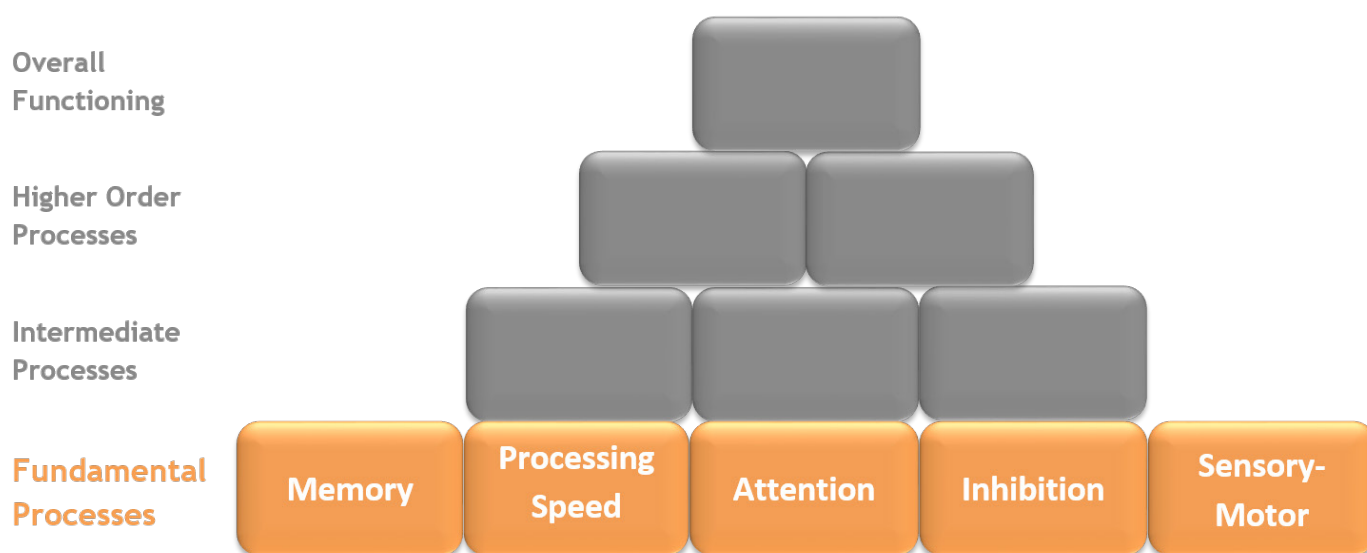 Overall
Functioning
Higher Order
Processes
Intermediate
Processes
Fundamental
Processes
Memory
Processing
Speed
Attention
Inhibition
Sensory-
Motor